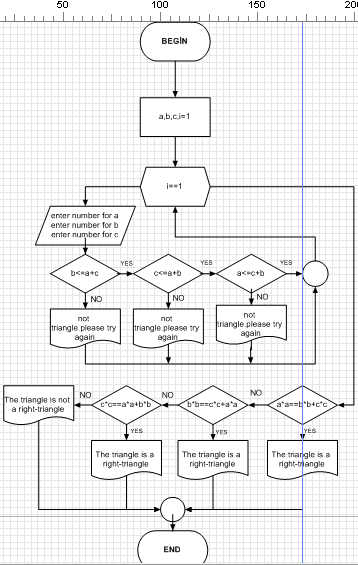 50 100 150 200
BEGİN
a,b,c,i=1
i==1
enter number for a
enter number for b
enter number for c
b<=a+c YES c<=a+b YES a<=c+b YES
NO NO NO
not
triangle.please try
again
not
triangle.please try
again
not
triangle.please try
again
The triangle is not
a right-triangle
NO c*c==a*a+b*b NO b*b==c*c+a*a NO a*a==b*b+c*c
YES YES YES
The triangle is a
right-triangle
The triangle is a
right-triangle
The triangle is a
right-triangle
END